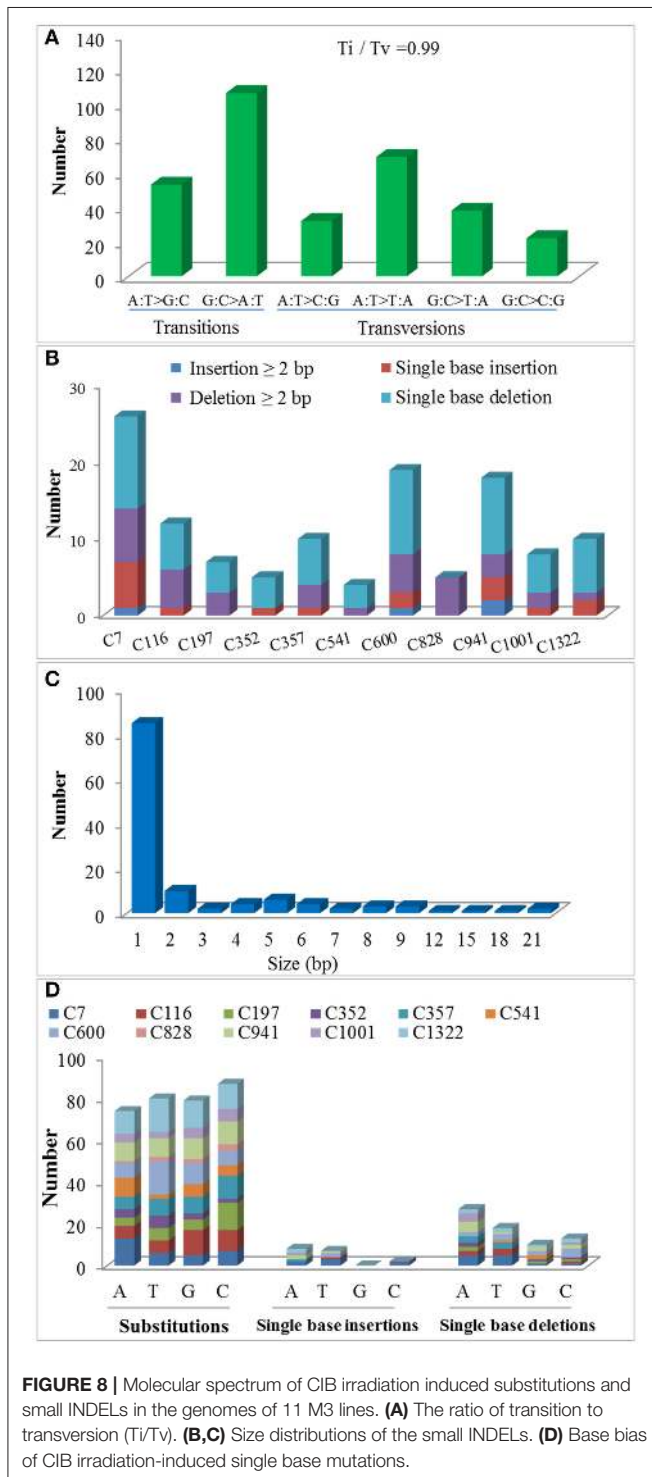 A
Ti / Tv =0.99
140
120
100
80
60
40
20
0
Number
A:T>G:C G:C>A:T A:T>C:G A:T>T:A G:C>T:A G:C>C:G
Transitions Transversions
B
Insertion ≥ 2 bp Single base insertion
Deletion ≥ 2 bp Single base deletion
30
20
10
0
Number
C7 C116 C197 C352 C357 C541 C600 C828 C941 C1001 C1322
C
100
80
60
40
20
0
Number
1 2 3 4 5 6 7 8 9 12 15 18 21
Size (bp)
D
C7 C116 C197 C352 C357 C541
C600 C828 C941 C1001 C1322
100
80
60
40
20
0
Number
A T G C A T G C A T G C
Substitutions Single base insertions Single base deletions
FIGURE 8 | Molecular spectrum of CIB irradiation induced substitutions and
small INDELs in the genomes of 11 M3 lines. (A) The ratio of transition to
transversion (Ti/Tv). (B,C) Size distributions of the small INDELs. (D) Base bias
of CIB irradiation-induced single base mutations.